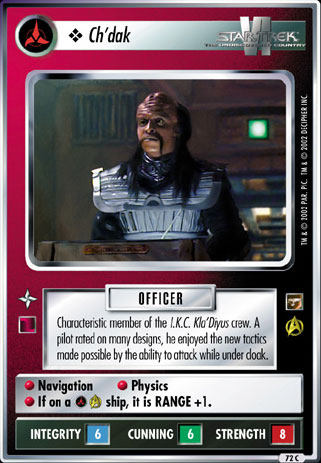 ❖ Ch'dak
STAR TREK VI
THE UNDISCOVERED COUNTRY
TM & © 2002 PAR. PIC. TM & © 2002 DECIPHER INC.
OFFICER
Characteristic member of the I.K.C. Kla'Diyus crew. A
pilot rated on many designs, he enjoyed the new tactics
made possible by the ability to attack while under cloak.
Navigation Physics
If on a ship, it is RANGE +1.
INTEGRITY 6 CUNNING 6 STRENGTH 8
72 C